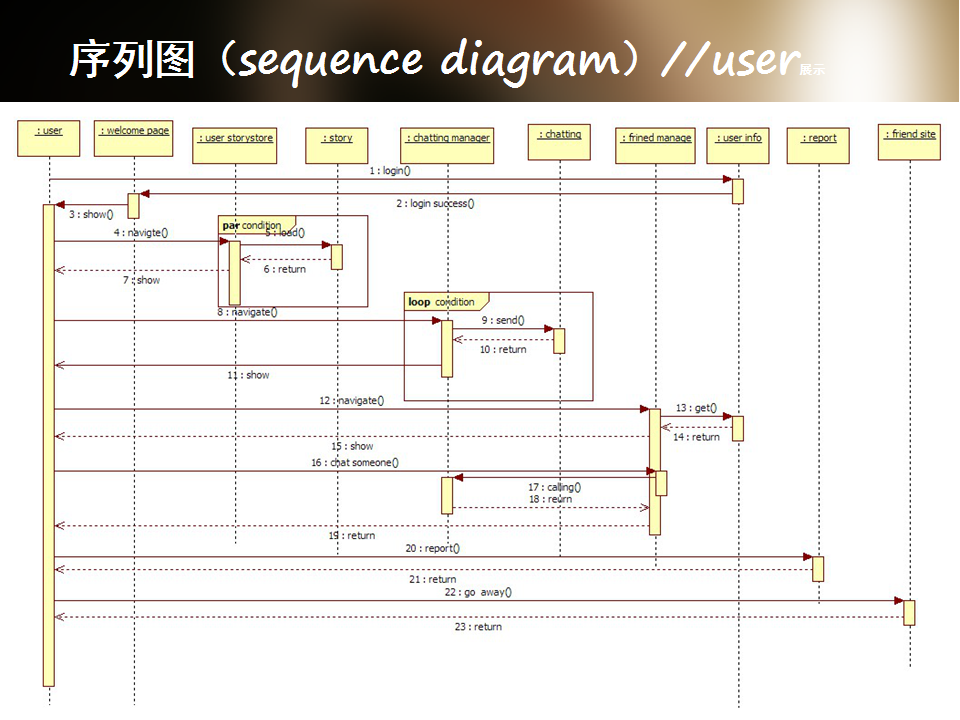 序列图（sequence diagram）//user展示
: user
: welcome page
: user storystore
: story
: chatting manager
: chatting
: frined manage
: user info
: report
: friend site
1 : login()
2 : login success()
3 : show()
4 : navigte()
par condition
5 : load()
6 : return
7 : show
8 : navigate()
loop condition
9 : send()
10 : return
11 : show
12 : navigate()
13 : get()
14 : return
15 : show
16 : chat someone()
17 : calling()
18 : reurn
19 : return
20 : report()
21 : return
22 : go away()
23 : return